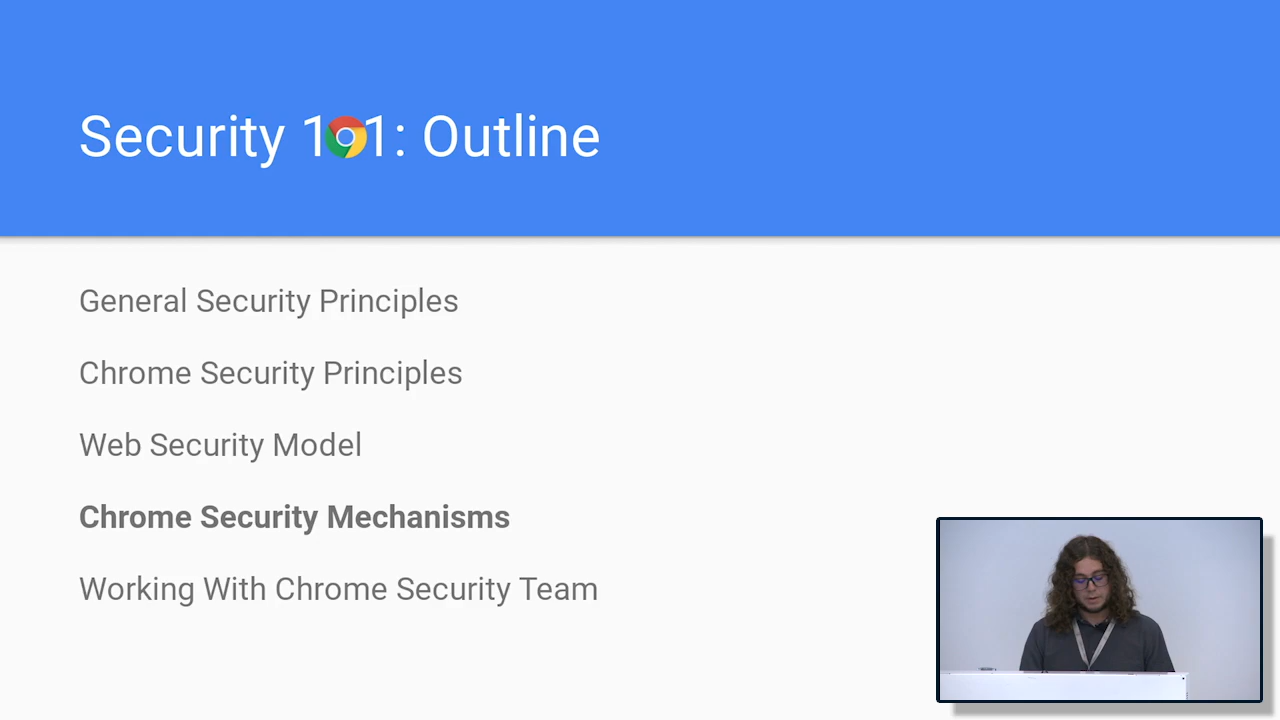 Security 101: Outline
General Security Principles
Chrome Security Principles
Web Security Model
Chrome Security Mechanisms
Working With Chrome Security Team